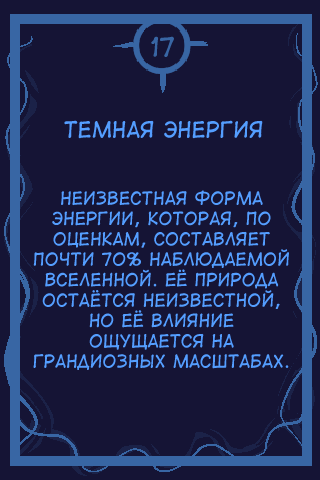 17
ТЕМНАЯ ЭНЕРГИЯ
НЕИЗВЕСТНАЯ ФОРМА
ЭНЕРГИИ, КОТОРАЯ, ПО
ОЦЕНКАМ, СОСТАВЛЯЕТ
ПОЧТИ 70% НАБЛЮДАЕМОЙ
ВСЕЛЕННОЙ. ЕЁ ПРИРОДА
ОСТАЁТСЯ НЕИЗВЕСТНОЙ,
НО ЕЁ ВЛИЯНИЕ
ОЩУЩАЕТСЯ НА
ГРАНДИОЗНЫХ МАСШТАБАХ.